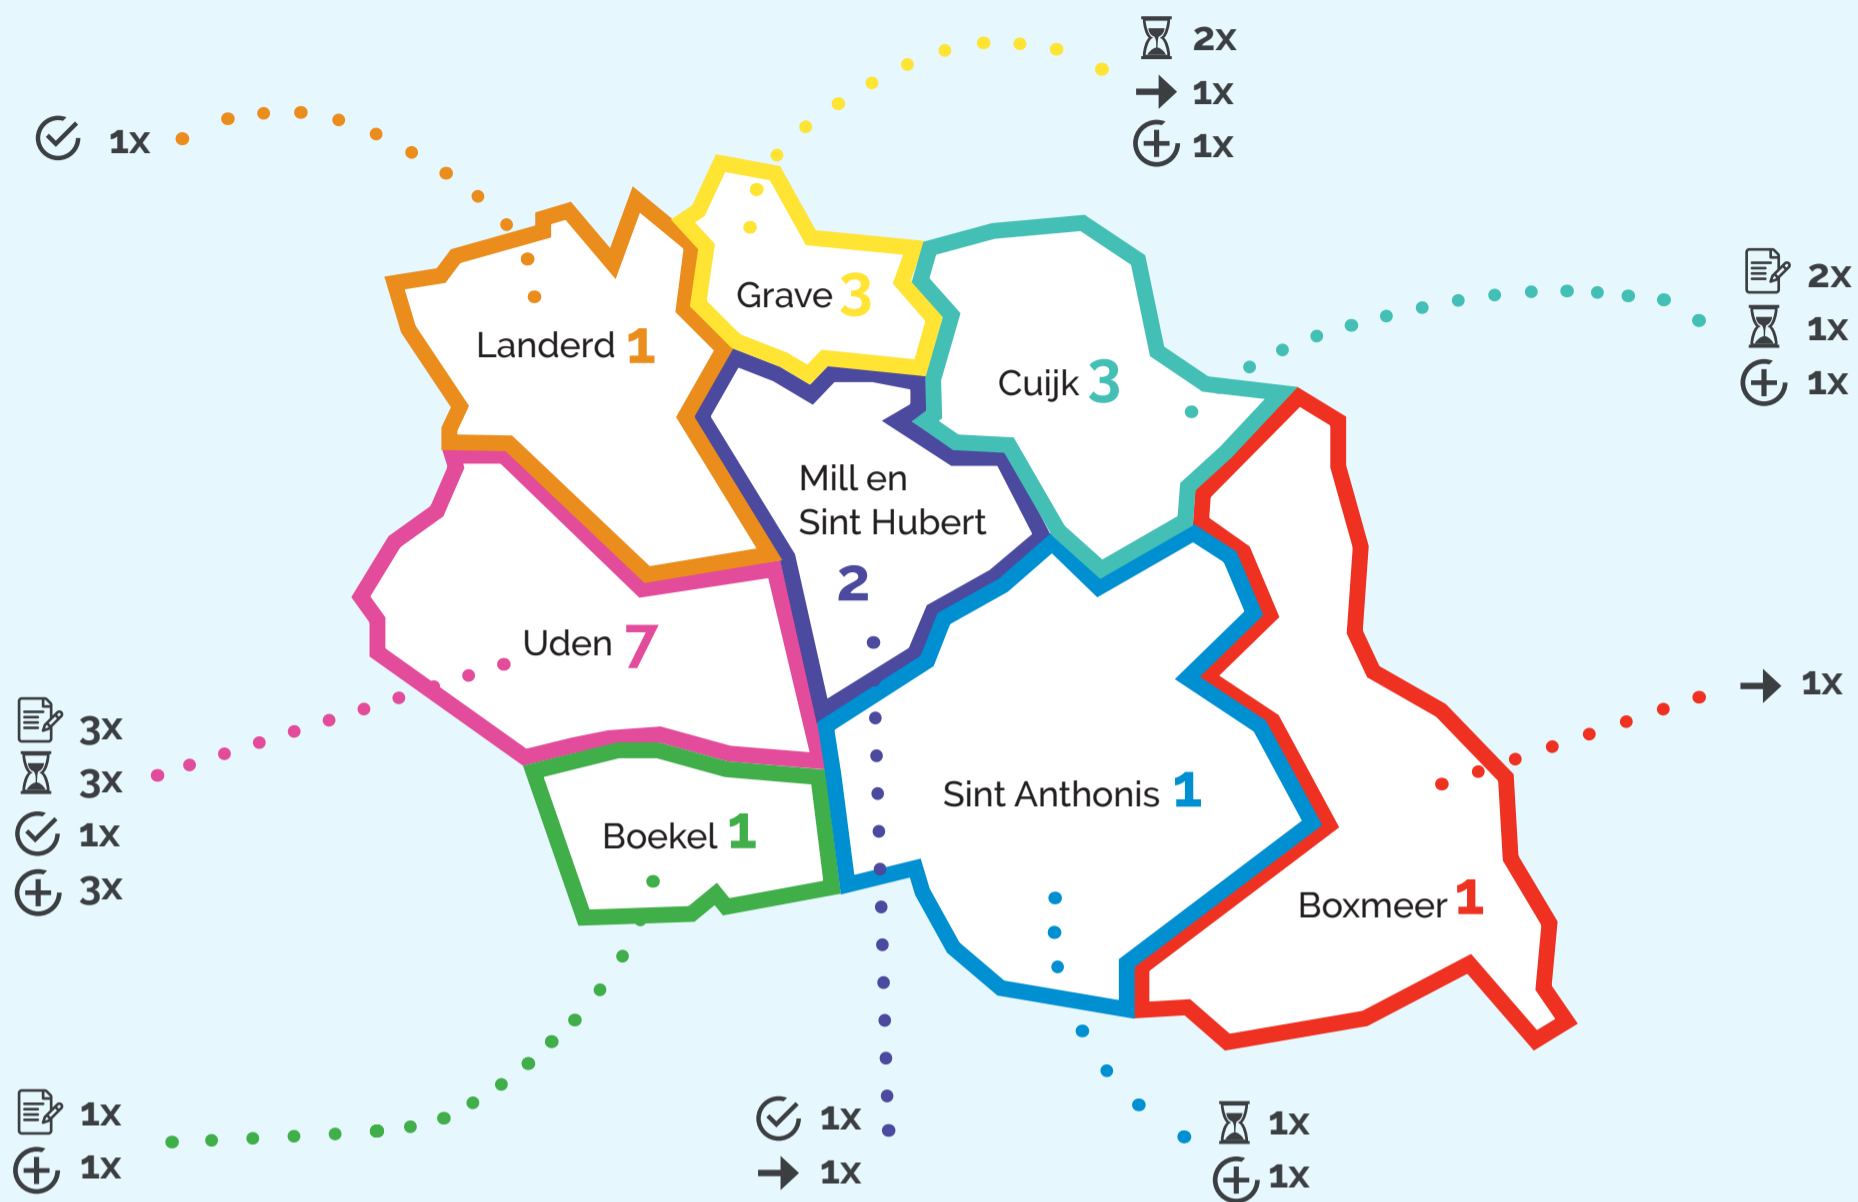 2x
1x
1x
1x
Grave 3
2x
1x
1x
Landerd 1
Cuijk 3
Mill en
Sint Hubert
2
Uden 7
1x
3x
3x
1x
3x
Sint Anthonis 1
Boekel 1
Boxmeer 1
1x
1x
1x
1x
1x
1x